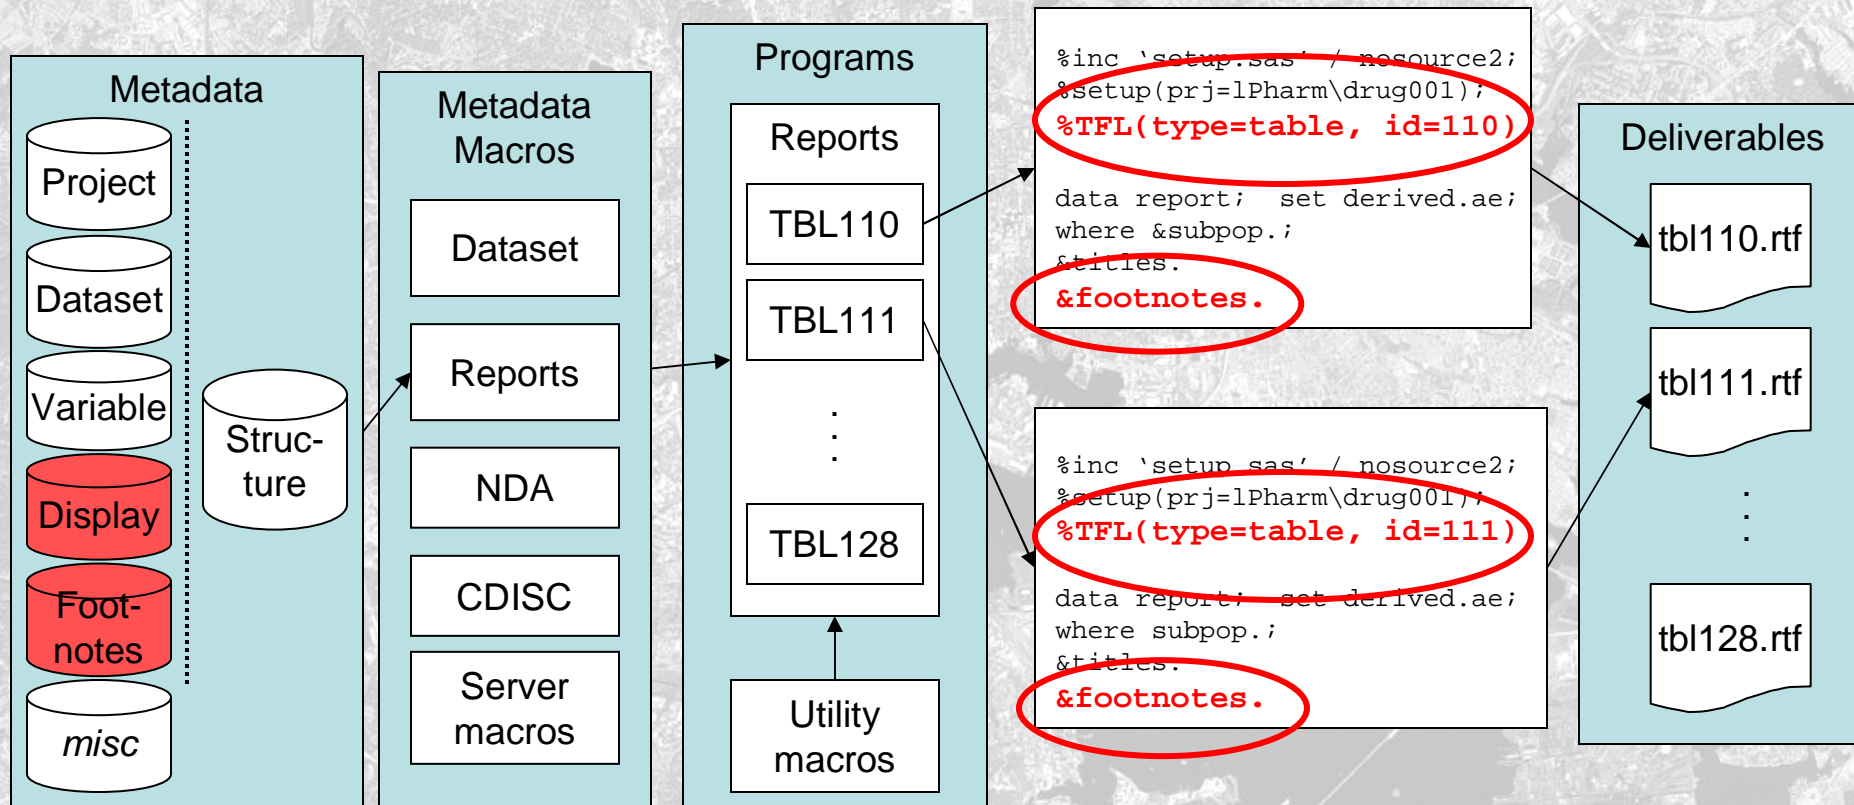 Metadata
Project
Dataset
Variable
Display
Foot-
notes
misc
Struc-
ture
Metadata
Macros
Dataset
Reports
NDA
CDISC
Server
macros
Programs
Reports
TBL110
TBL111
.
.
.
TBL128
Utility
macros
%inc ‘setup.sas’ / nosource2;
%setup(prj=lPharm\drug001);
%TFL(type=table, id=110)
data report;  set derived.ae;
where &subpop.;
&titles.
&footnotes.
%inc ‘setup.sas’ / nosource2;
%setup(prj=lPharm\drug001);
%TFL(type=table, id=111)
data report;  set derived.ae;
where subpop.;
&titles.
&footnotes.
Deliverables
tbl110.rtf
tbl111.rtf
.
.
.
tbl128.rtf